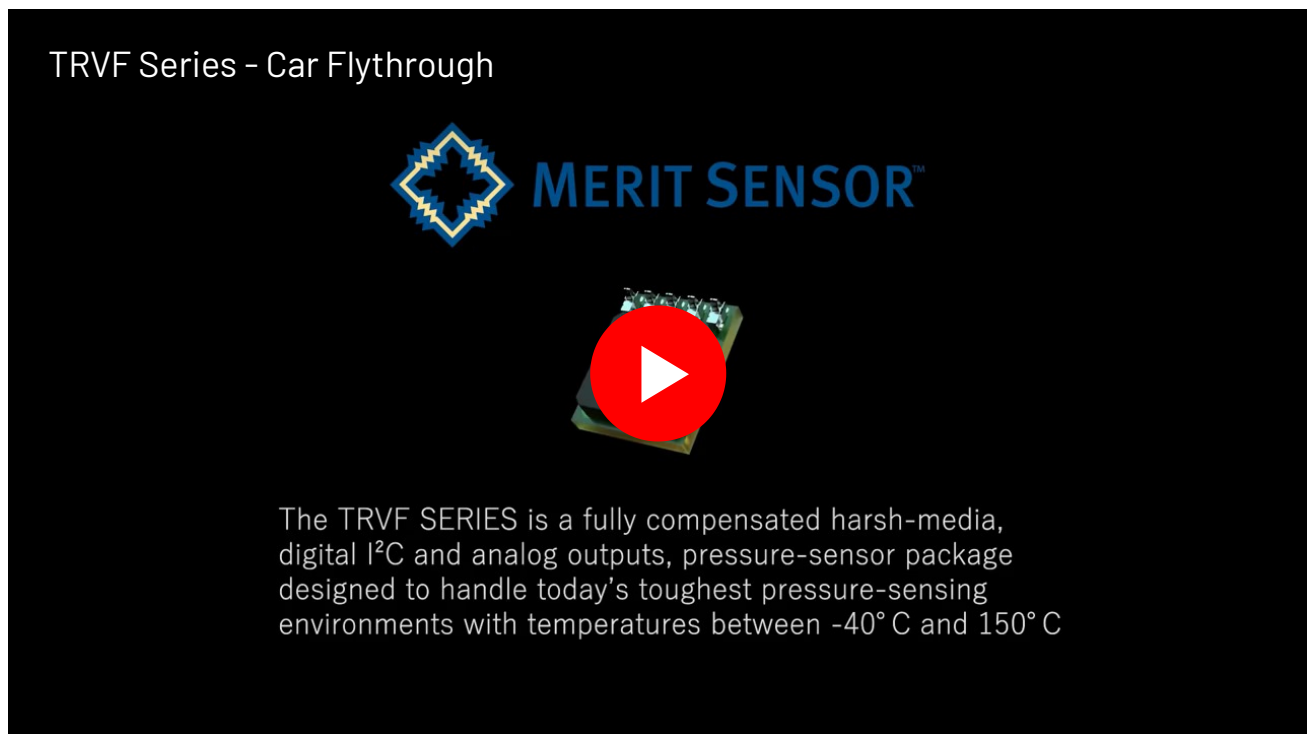 TRVF Series - Car Flythrough
MERIT SENSOR™
The TRVF SERIES is a fully compensated harsh-media,
digital I²C and analog outputs, pressure-sensor package
designed to handle today’s toughest pressure-sensing
environments with temperatures between -40° C and 150° C